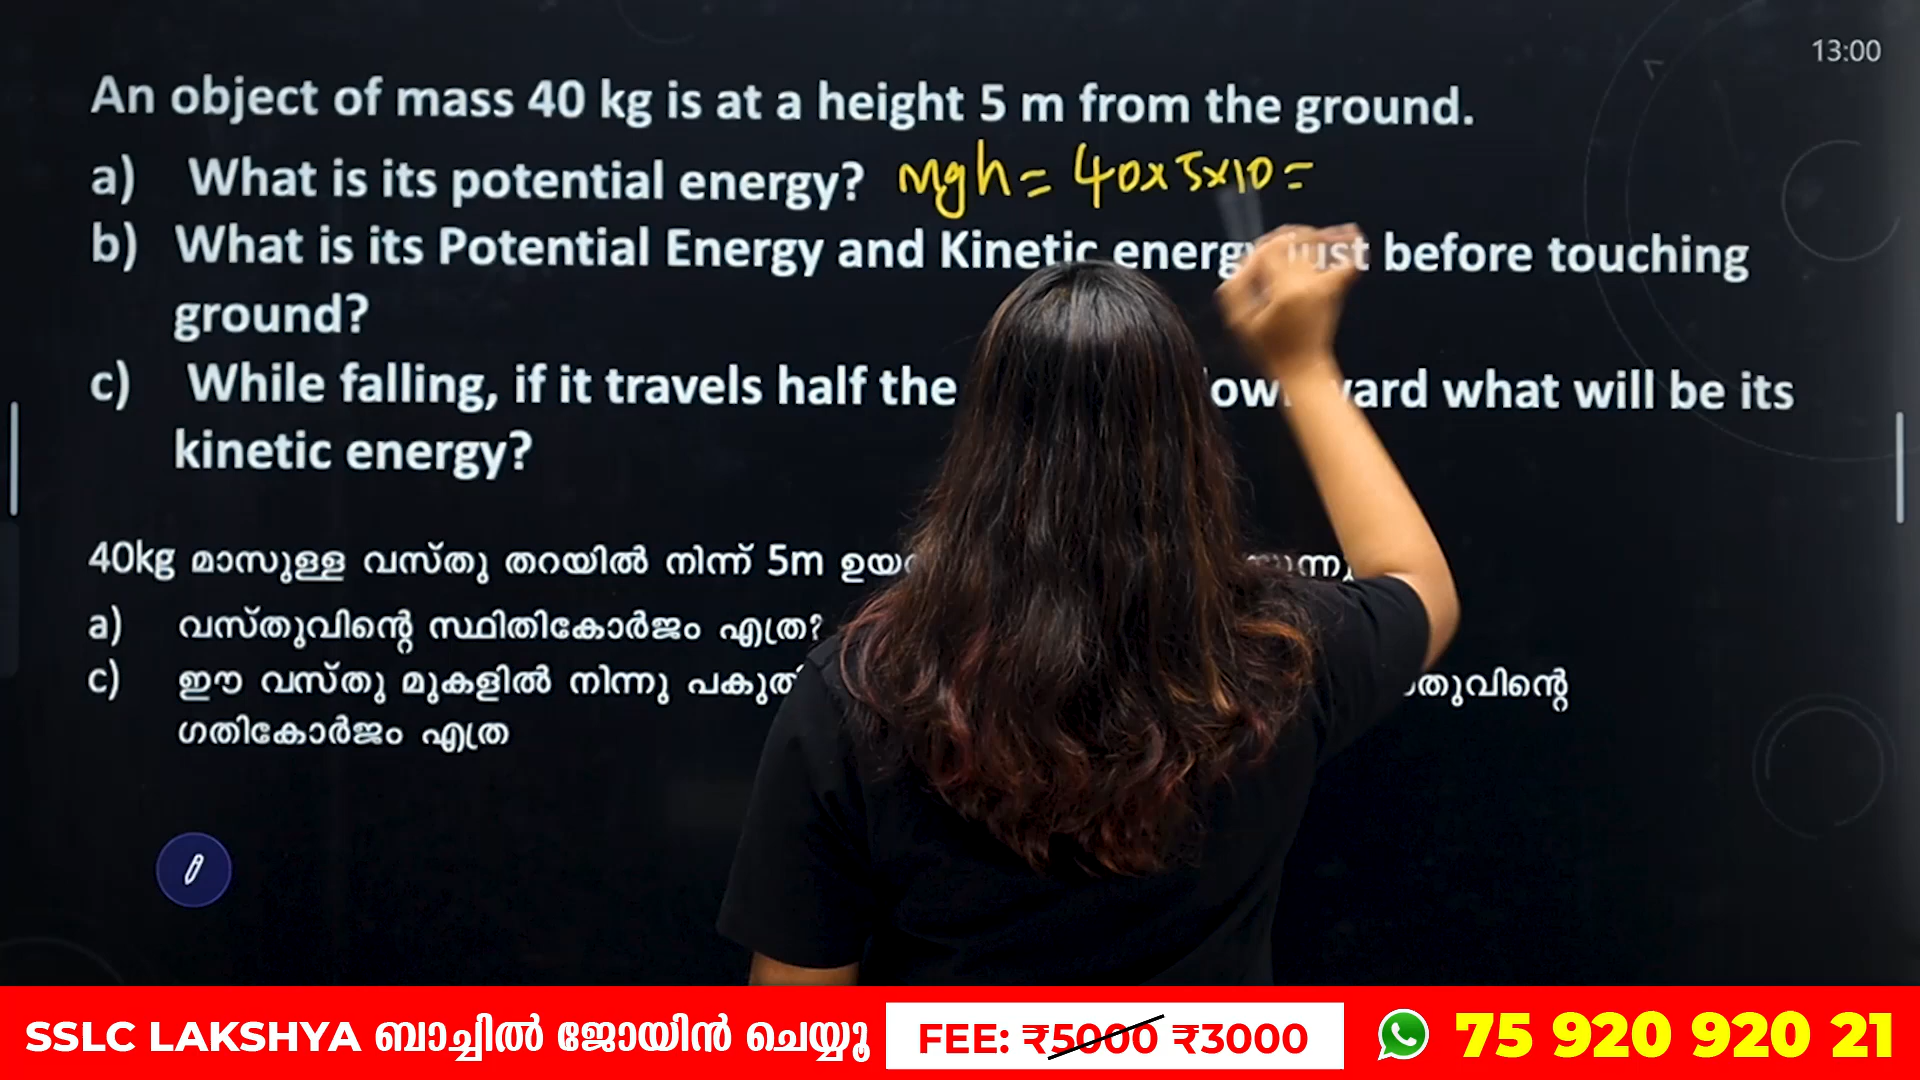 13:00
An object of mass 40 kg is at a height 5 m from the ground.
a) What is its potential energy? mgh = 40x5x10 =
b) What is its Potential Energy and Kinetic energy just before touching
ground?
c) While falling, if it travels half the what will be its
kinetic energy?
40kg മാസുള്ള വസ്തു തറയിൽ നിന്ന് 5m
a) വസ്തുവിന്റെ സ്ഥിതികോർജം എത്ര?
c) ഈ വസ്തു മുകളിൽ നിന്നു
ഗതികോർജം എത്ര
SSLC LAKSHYA ബാച്ചിൽ ജോയിൻ ചെയ്യൂ FEE: ₹5000 ₹3000 75 920 920 21